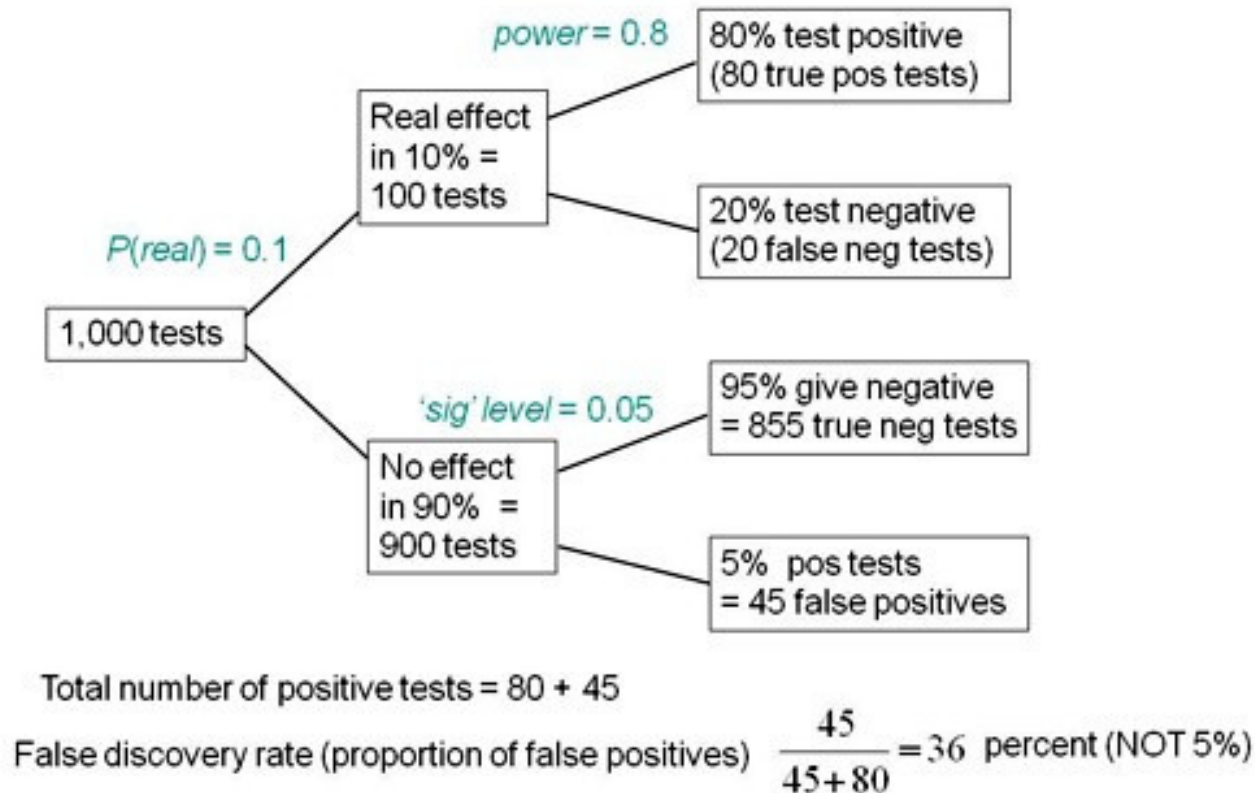 power = 0.8
80% test positive
(80 true pos tests)
Real effect
in 10% =
100 tests
20% test negative
(20 false neg tests)
P(real) = 0.1
1,000 tests
'sig' level = 0.05
95% give negative
= 855 true neg tests
No effect
in 90% =
900 tests
5% pos tests
= 45 false positives
Total number of positive tests = 80 + 45
False discovery rate (proportion of false positives) 45/(45+80) = 36 percent (NOT 5%)